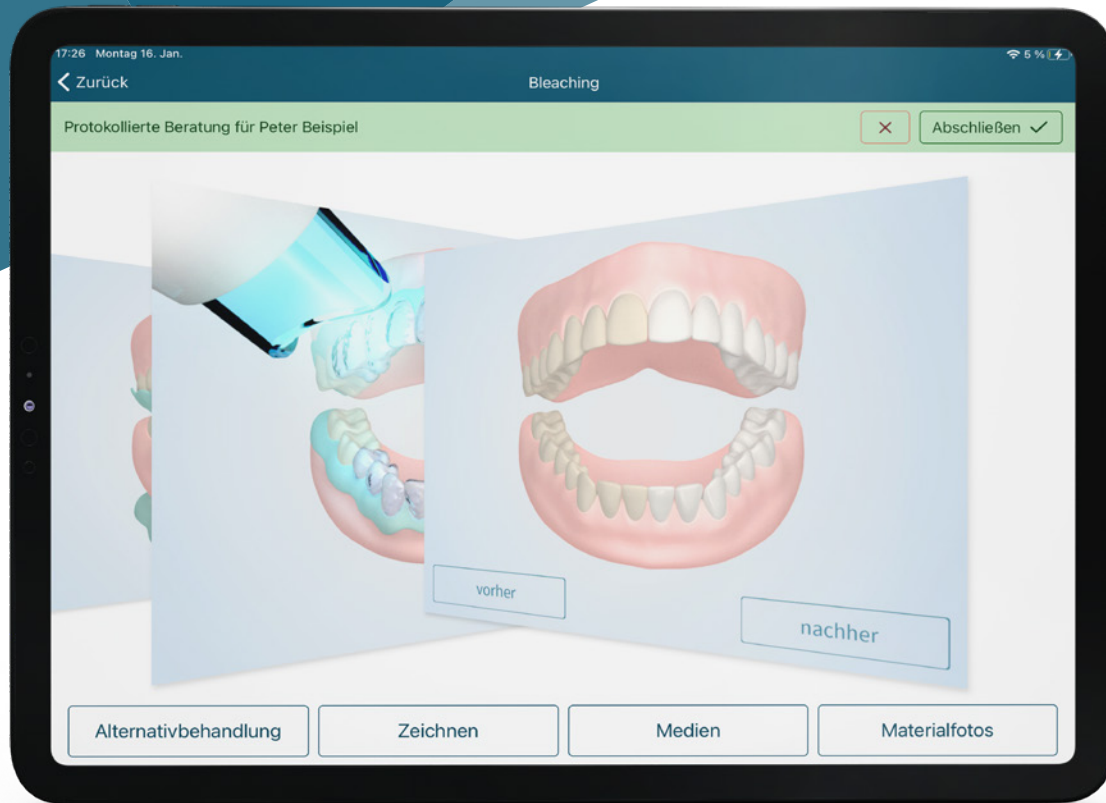 17:26 Montag 16. Jan.
5 %
Zurück
Bleaching
Protokollierte Beratung für Peter Beispiel
Abschließen
vorher
nachher
Alternativbehandlung
Zeichnen
Medien
Materialfotos